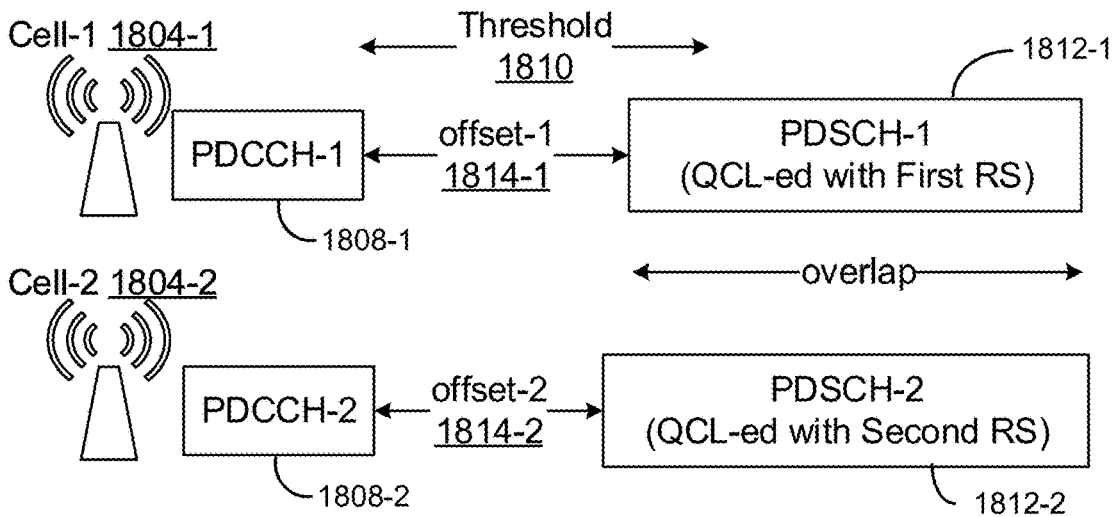 Cell-1 1804-1
Threshold
1810
1812-1
PDCCH-1
offset-1
1814-1
PDSCH-1
(QCL-ed with First RS)
1808-1
overlap
Cell-2 1804-2
PDCCH-2
offset-2
1814-2
PDSCH-2
(QCL-ed with Second RS)
1808-2
1812-2